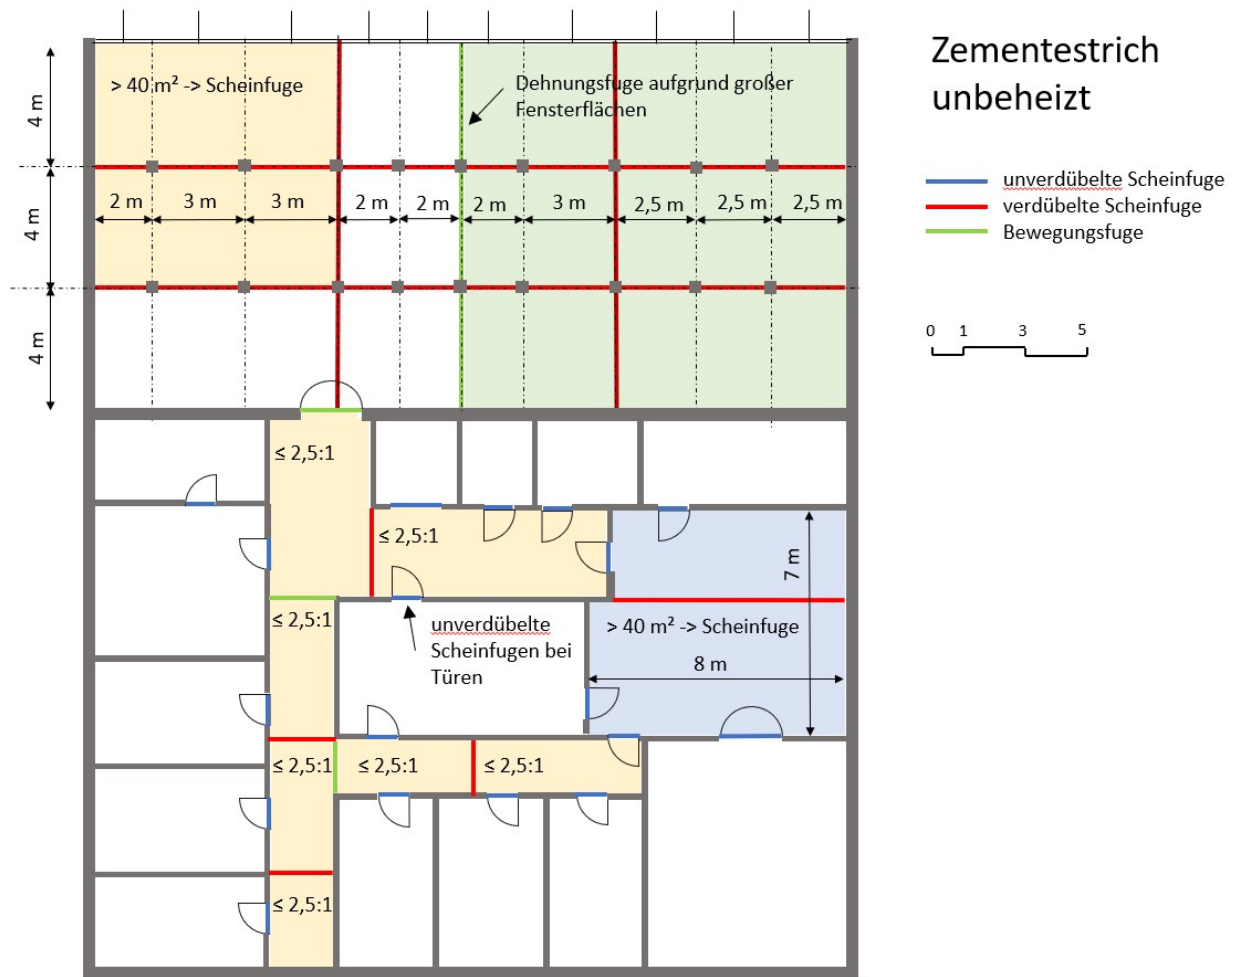 Zementestrich
unbeheizt
> 40 m² -> Scheinfuge
Dehnungsfuge aufgrund großer
Fensterflächen
4 m
4 m
4 m
2 m
3 m
3 m
2 m
2 m
2 m
3 m
2,5 m
2,5 m
2,5 m
unverdübelte Scheinfuge
verdübelte Scheinfuge
Bewegungsfuge
0 1 3 5
≤ 2,5:1
≤ 2,5:1
7 m
≤ 2,5:1
unverdübelte
Scheinfugen bei
Türen
> 40 m² -> Scheinfuge
8 m
≤ 2,5:1
≤ 2,5:1
≤ 2,5:1
≤ 2,5:1